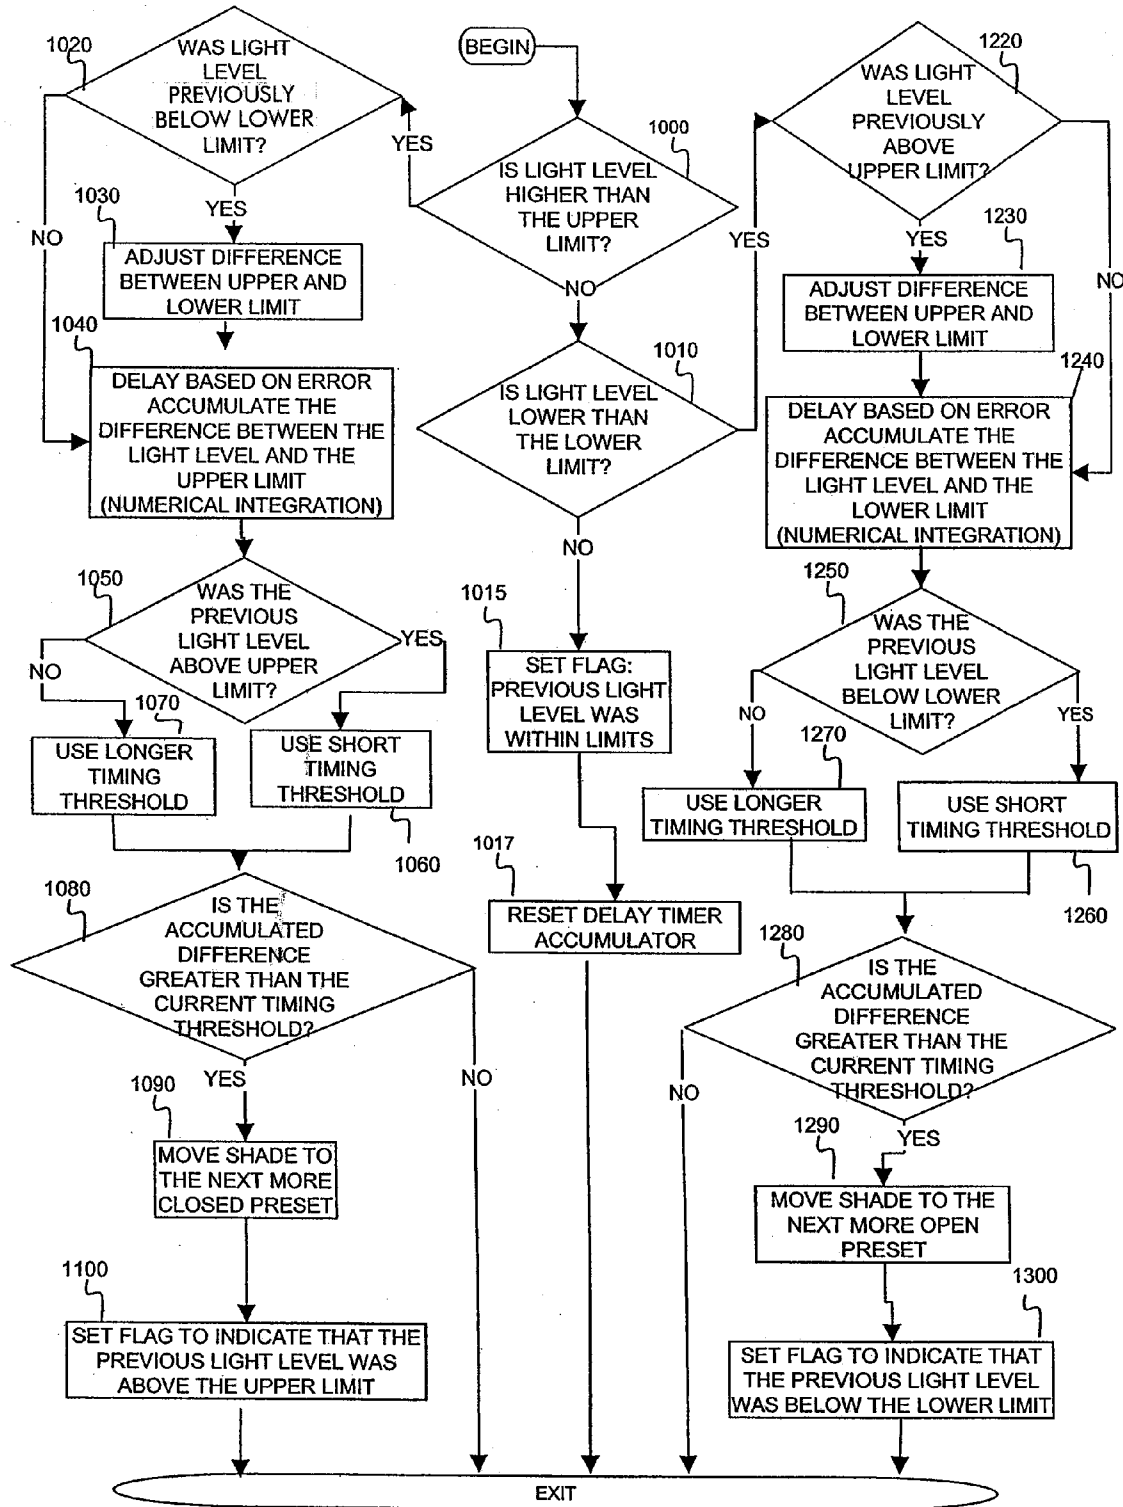 BEGIN
1000
IS LIGHT LEVEL
HIGHER THAN
THE UPPER
LIMIT?
YES
NO
1020
WAS LIGHT
LEVEL
PREVIOUSLY
BELOW LOWER
LIMIT?
YES
NO
1030
ADJUST DIFFERENCE
BETWEEN UPPER AND
LOWER LIMIT
1040
DELAY BASED ON ERROR
ACCUMULATE THE
DIFFERENCE BETWEEN THE
LIGHT LEVEL AND THE
UPPER LIMIT
(NUMERICAL INTEGRATION)
1050
WAS THE
PREVIOUS
LIGHT LEVEL
ABOVE UPPER
LIMIT?
NO
YES
1070
USE LONGER
TIMING
THRESHOLD
USE SHORT
TIMING
THRESHOLD
1060
1080
IS THE
ACCUMULATED
DIFFERENCE
GREATER THAN THE
CURRENT TIMING
THRESHOLD?
YES
NO
1090
MOVE SHADE TO
THE NEXT MORE
CLOSED PRESET
1100
SET FLAG TO INDICATE THAT THE
PREVIOUS LIGHT LEVEL WAS
ABOVE THE UPPER LIMIT
1010
IS LIGHT LEVEL
LOWER THAN
THE LOWER
LIMIT?
YES
NO
1015
SET FLAG:
PREVIOUS LIGHT
LEVEL WAS
WITHIN LIMITS
1017
RESET DELAY TIMER
ACCUMULATOR
1220
WAS LIGHT
LEVEL
PREVIOUSLY
ABOVE
UPPER LIMIT?
YES
NO
1230
ADJUST DIFFERENCE
BETWEEN UPPER AND
LOWER LIMIT
1240
DELAY BASED ON ERROR
ACCUMULATE THE
DIFFERENCE BETWEEN THE
LIGHT LEVEL AND THE
LOWER LIMIT
(NUMERICAL INTEGRATION)
1250
WAS THE
PREVIOUS
LIGHT LEVEL
BELOW LOWER
LIMIT?
NO
YES
1270
USE LONGER
TIMING THRESHOLD
USE SHORT
TIMING THRESHOLD
1260
1280
IS THE
ACCUMULATED
DIFFERENCE
GREATER THAN THE
CURRENT TIMING
THRESHOLD?
NO
YES
1290
MOVE SHADE TO THE
NEXT MORE OPEN
PRESET
1300
SET FLAG TO INDICATE THAT
THE PREVIOUS LIGHT LEVEL
WAS BELOW THE LOWER LIMIT
EXIT